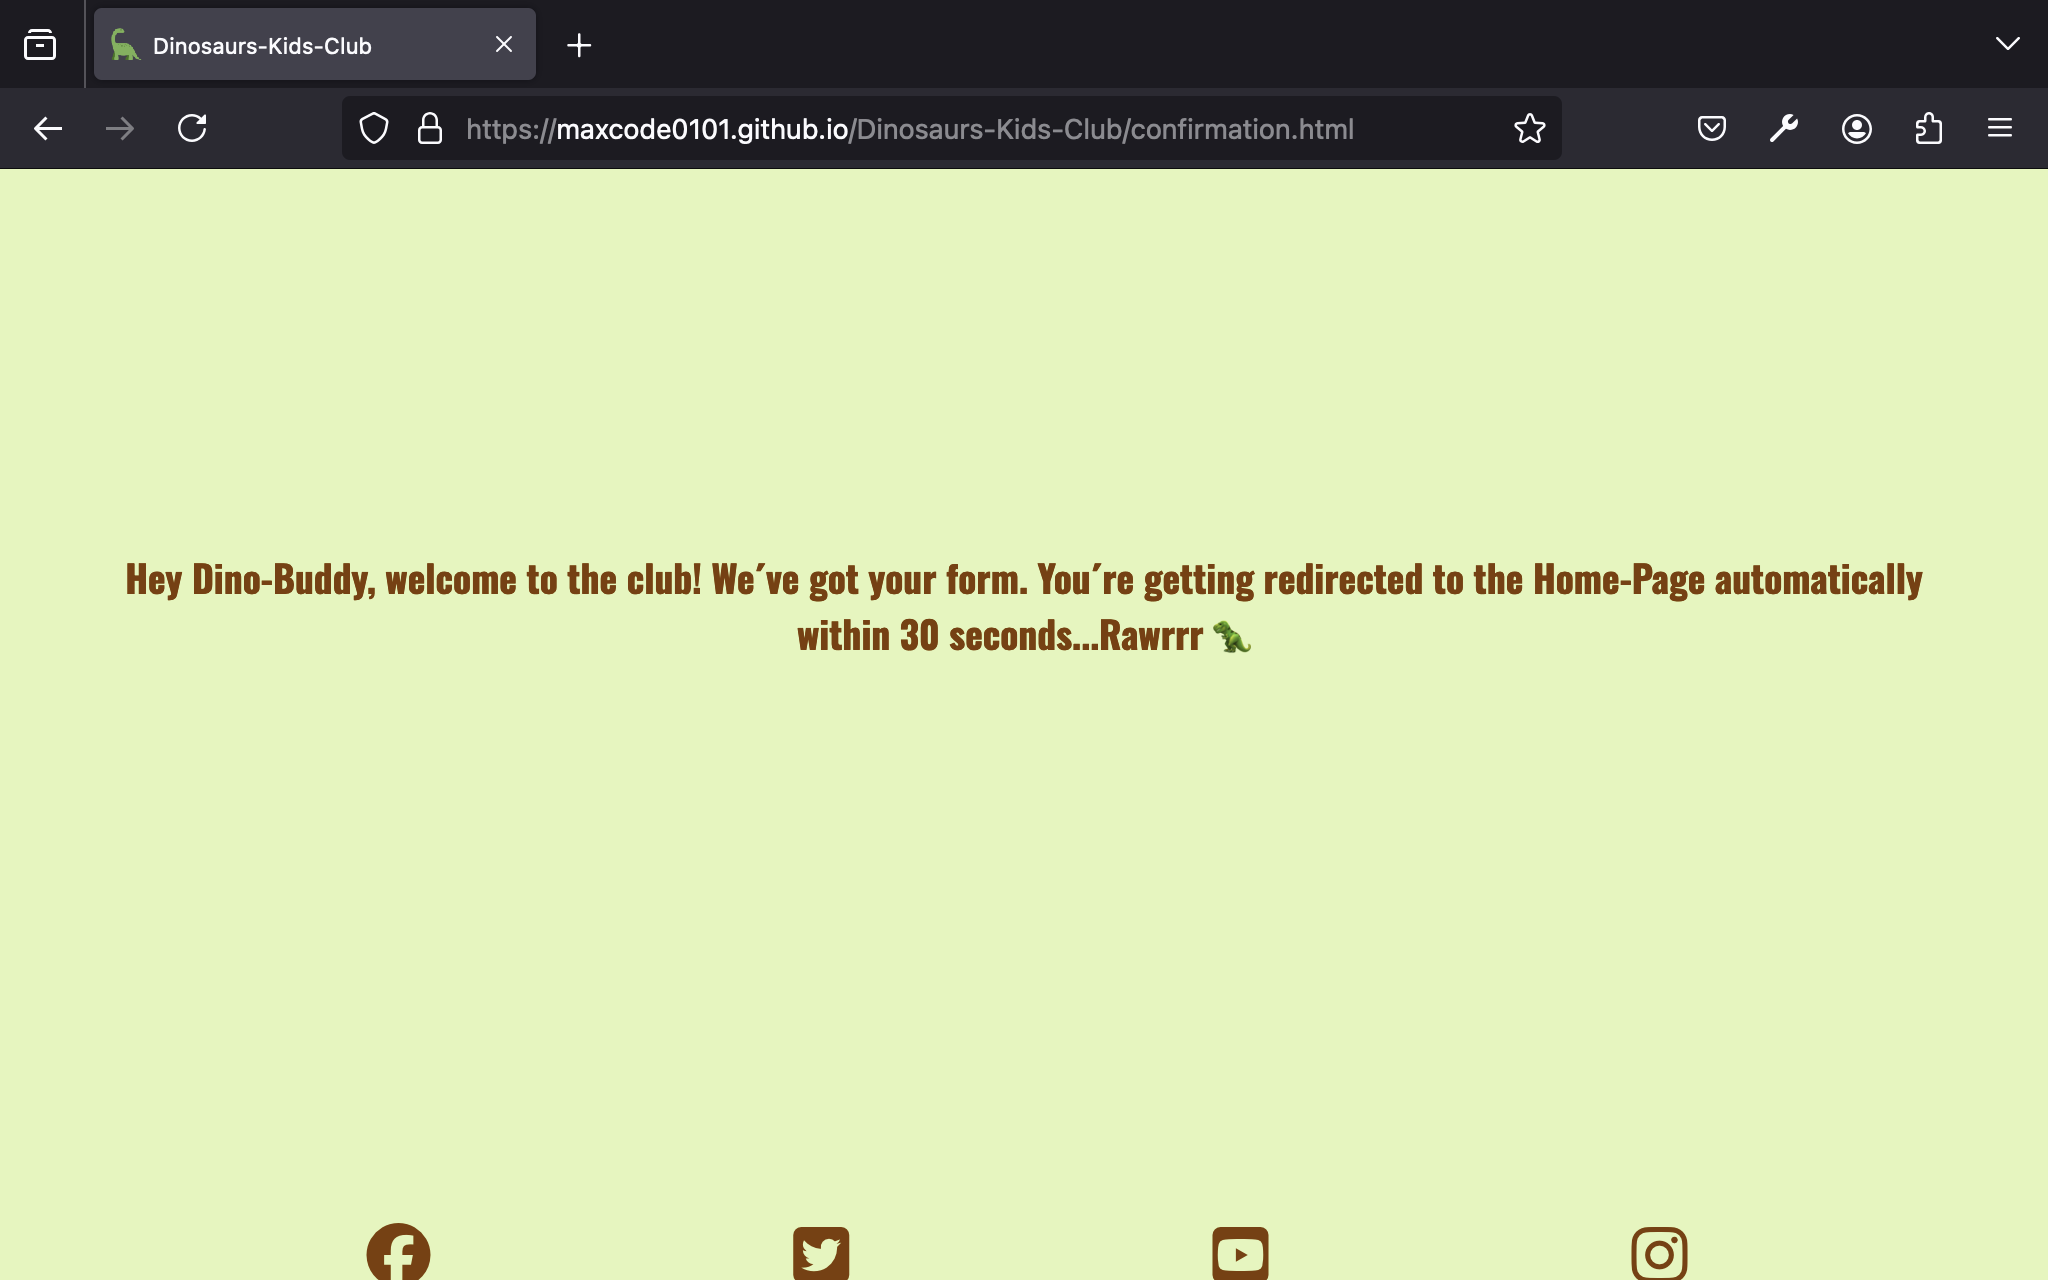 Dinosaurs-Kids-Club
https://maxcode0101.github.io/Dinosaurs-Kids-Club/confirmation.html
Hey Dino-Buddy, welcome to the club! We´ve got your form. You´re getting redirected to the Home-Page automatically
within 30 seconds...Rawrrr 🦖